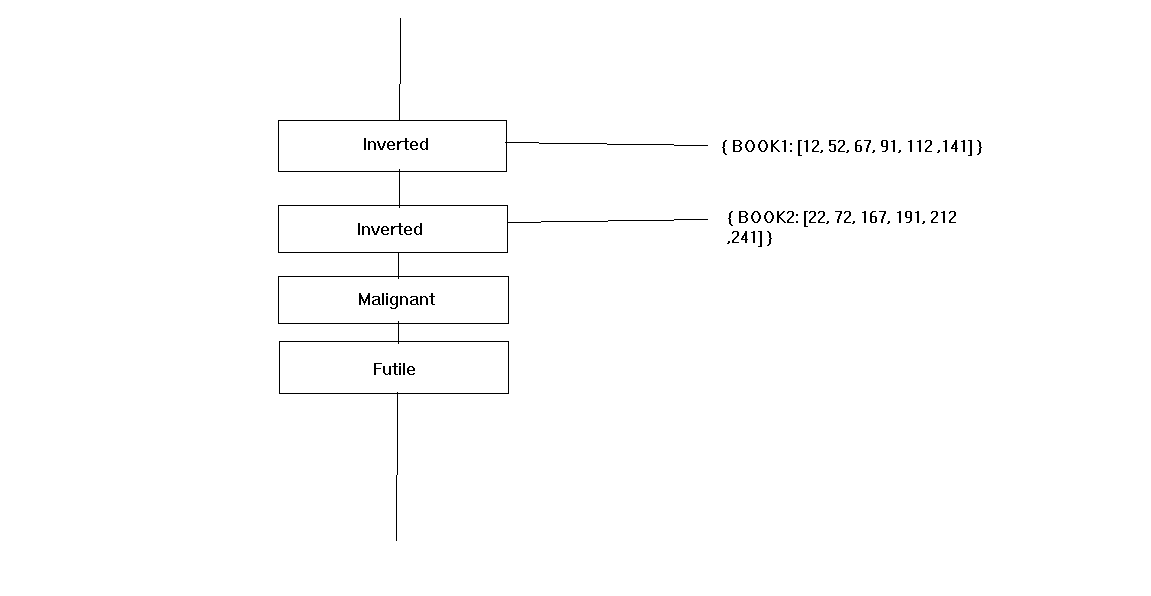 Inverted
{ BOOK1: [12, 52, 67, 91, 112 ,141] }
Inverted
{ BOOK2: [22, 72, 167, 191, 212
,241] }
Malignant
Futile